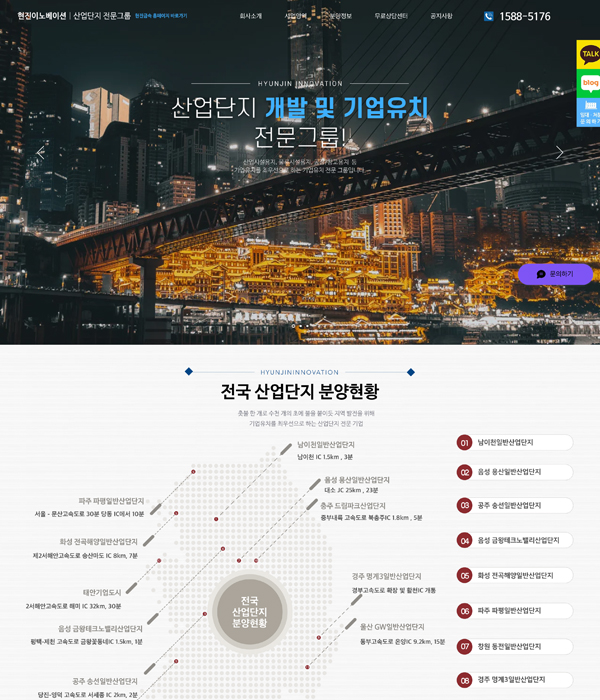 현진이노베이션 | 산업단지 전문그룹 현진금속 홈페이지 바로가기
회사소개 사업영역 분양정보 무료상담센터 공지사항
1588-5176
TALK
blog
HYUNJIN INNOVATION
산업단지 개발 및 기업유치
전문그룹!
산업시설용지, 물류시설용지, 공업/창고용지 등
기업유치를 최우선으로 하는 기업유치 전문 그룹입니다.
문의하기
HYUNJININNOVATION
전국 산업단지 분양현황
촛불 한 개로 수천 개의 초에 불을 붙이듯 지역 발전을 위해
기업유치를 최우선으로 하는 산업단지 전문 기업
남이천일반산업단지
남이천 IC 1.5km , 3분
음성 용산일반산업단지
대소 JC 25km , 23분
충주 드림파크산업단지
중부내륙 고속도로 북충주IC 1.8km , 5분
파주 파평일반산업단지
서울 - 문산고속도로 30분 당동 IC에서 10분
화성 전곡해양일반산업단지
제2서해안고속도로 송산마도 IC 8km, 7분
태안기업도시
2서해안고속도로 해미 IC 32km, 30분
음성 금왕테크노밸리산업단지
평택-제천 고속도로 금왕꽃동네IC 1.5km, 1분
공주 송선일반산업단지
당진-영덕 고속도로 서세종 IC 2km, 2분
전국
산업단지
분양현황
경주 명계3일반산업단지
경부고속도로 확장 및 활천IC 개통
울산 GW일반산업단지
동부고속도로 온양IC 9.2km, 15분
01 남이천일반산업단지
02 음성 용산일반산업단지
03 공주 송선일반산업단지
04 음성 금왕테크노밸리산업단지
05 화성 전곡해양일반산업단지
06 파주 파평일반산업단지
07 창원 동전일반산업단지
08 경주 명계3일반산업단지